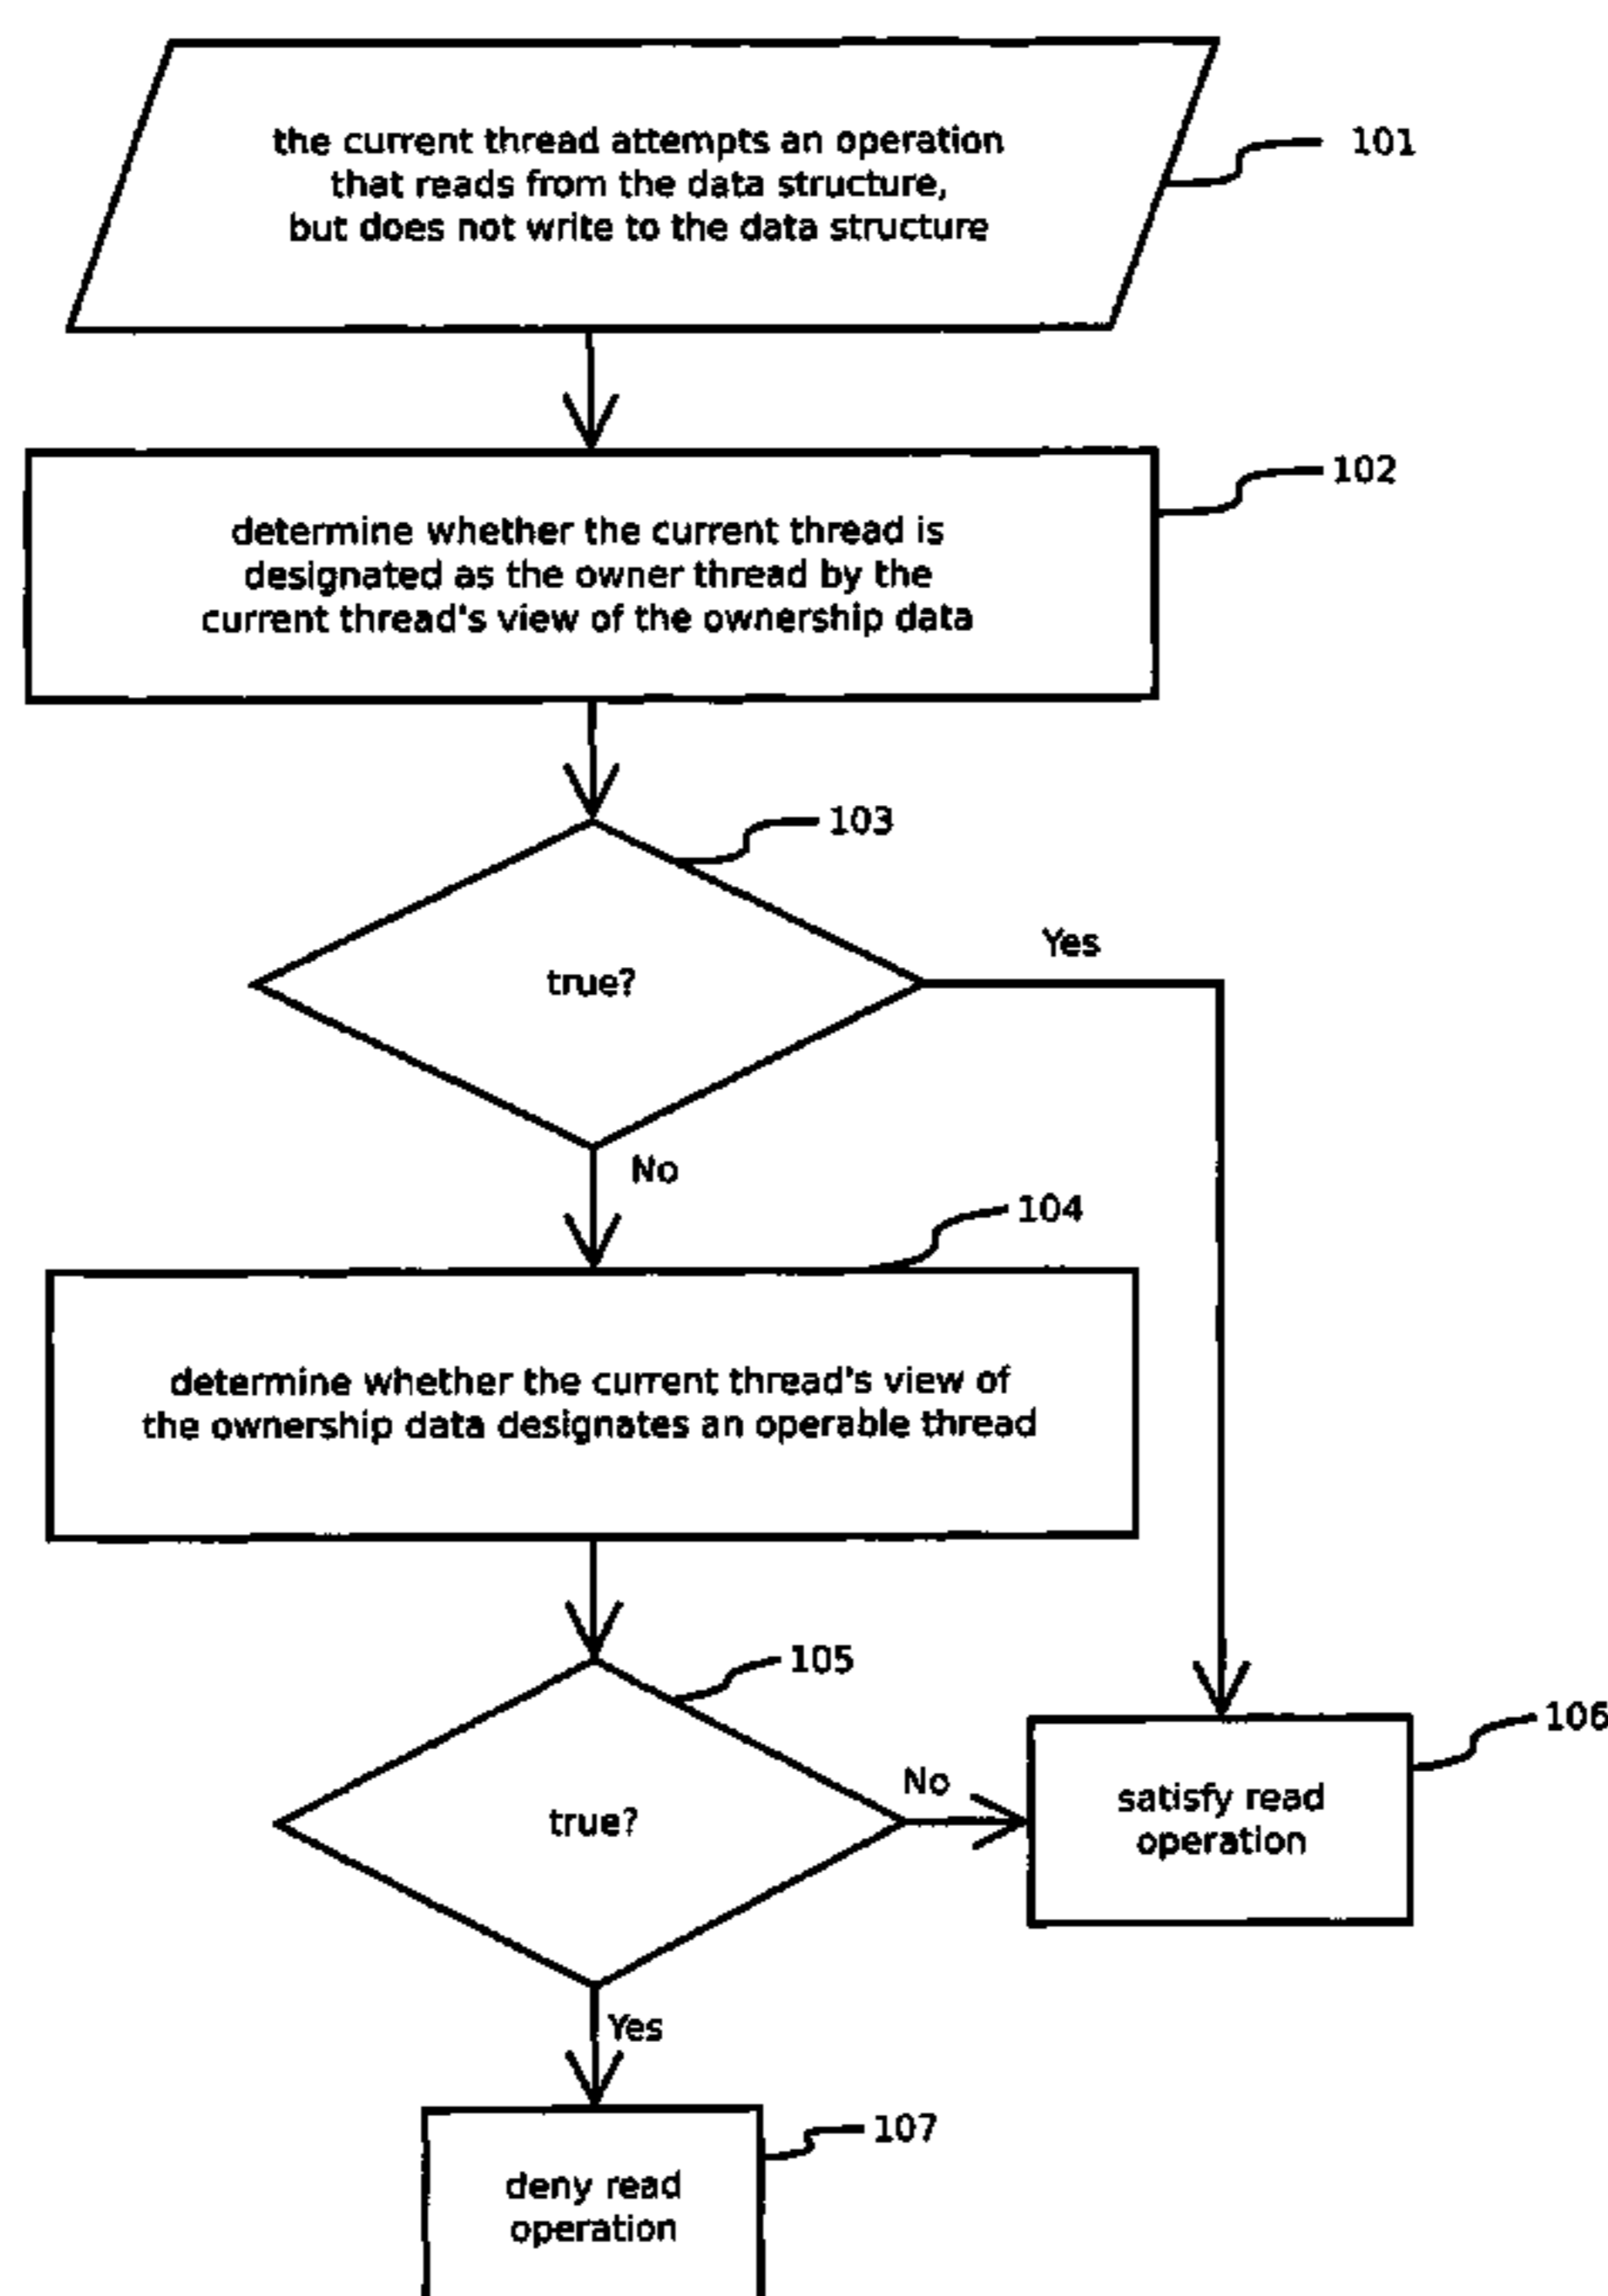 the current thread attempts an operation
that reads from the data structure,
but does not write to the data structure
101
determine whether the current thread is
designated as the owner thread by the
current thread's view of the ownership data
102
103
true?
Yes
No
104
determine whether the current thread's view of
the ownership data designates an operable thread
105
true?
No
106
satisfy read
operation
Yes
107
deny read
operation